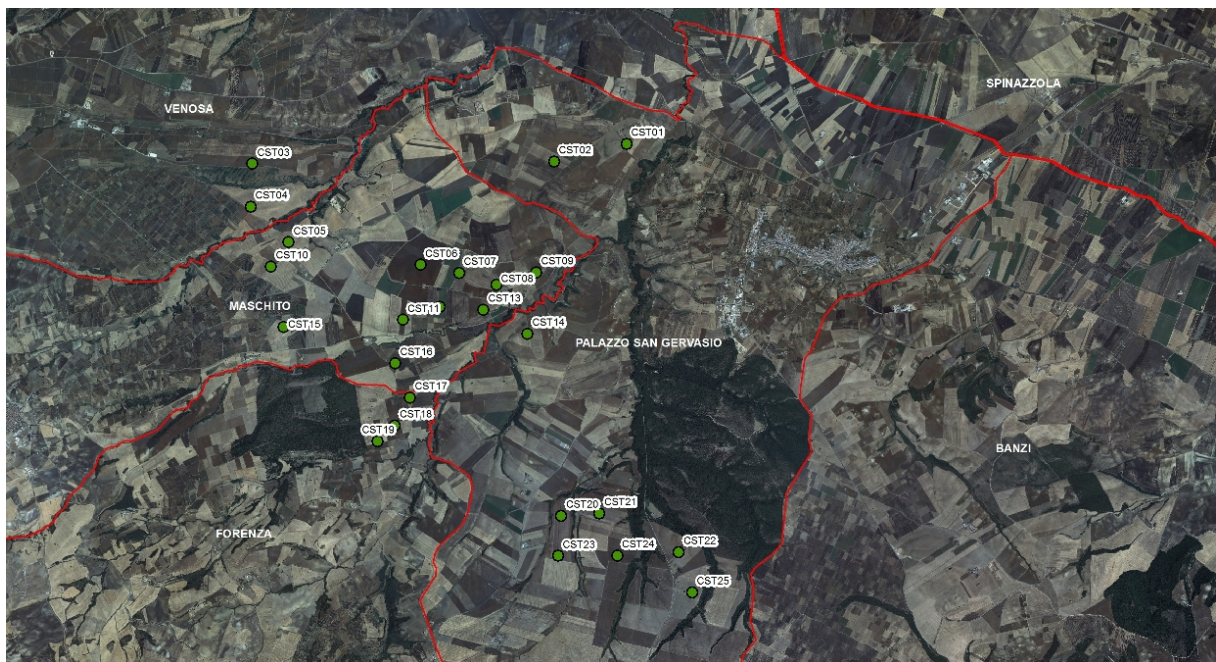 SPINAZZOLA
VENOSA
CST01
CST02
CST03
CST04
CST05
CST10
CST06
CST07
CST09
CST08
MASCHITO
CST11
CST13
CST15
CST14
PALAZZO SAN GERVASIO
CST16
CST17
CST18
CST19
BANZI
CST20
CST21
FORENZA
CST23
CST24
CST22
CST25